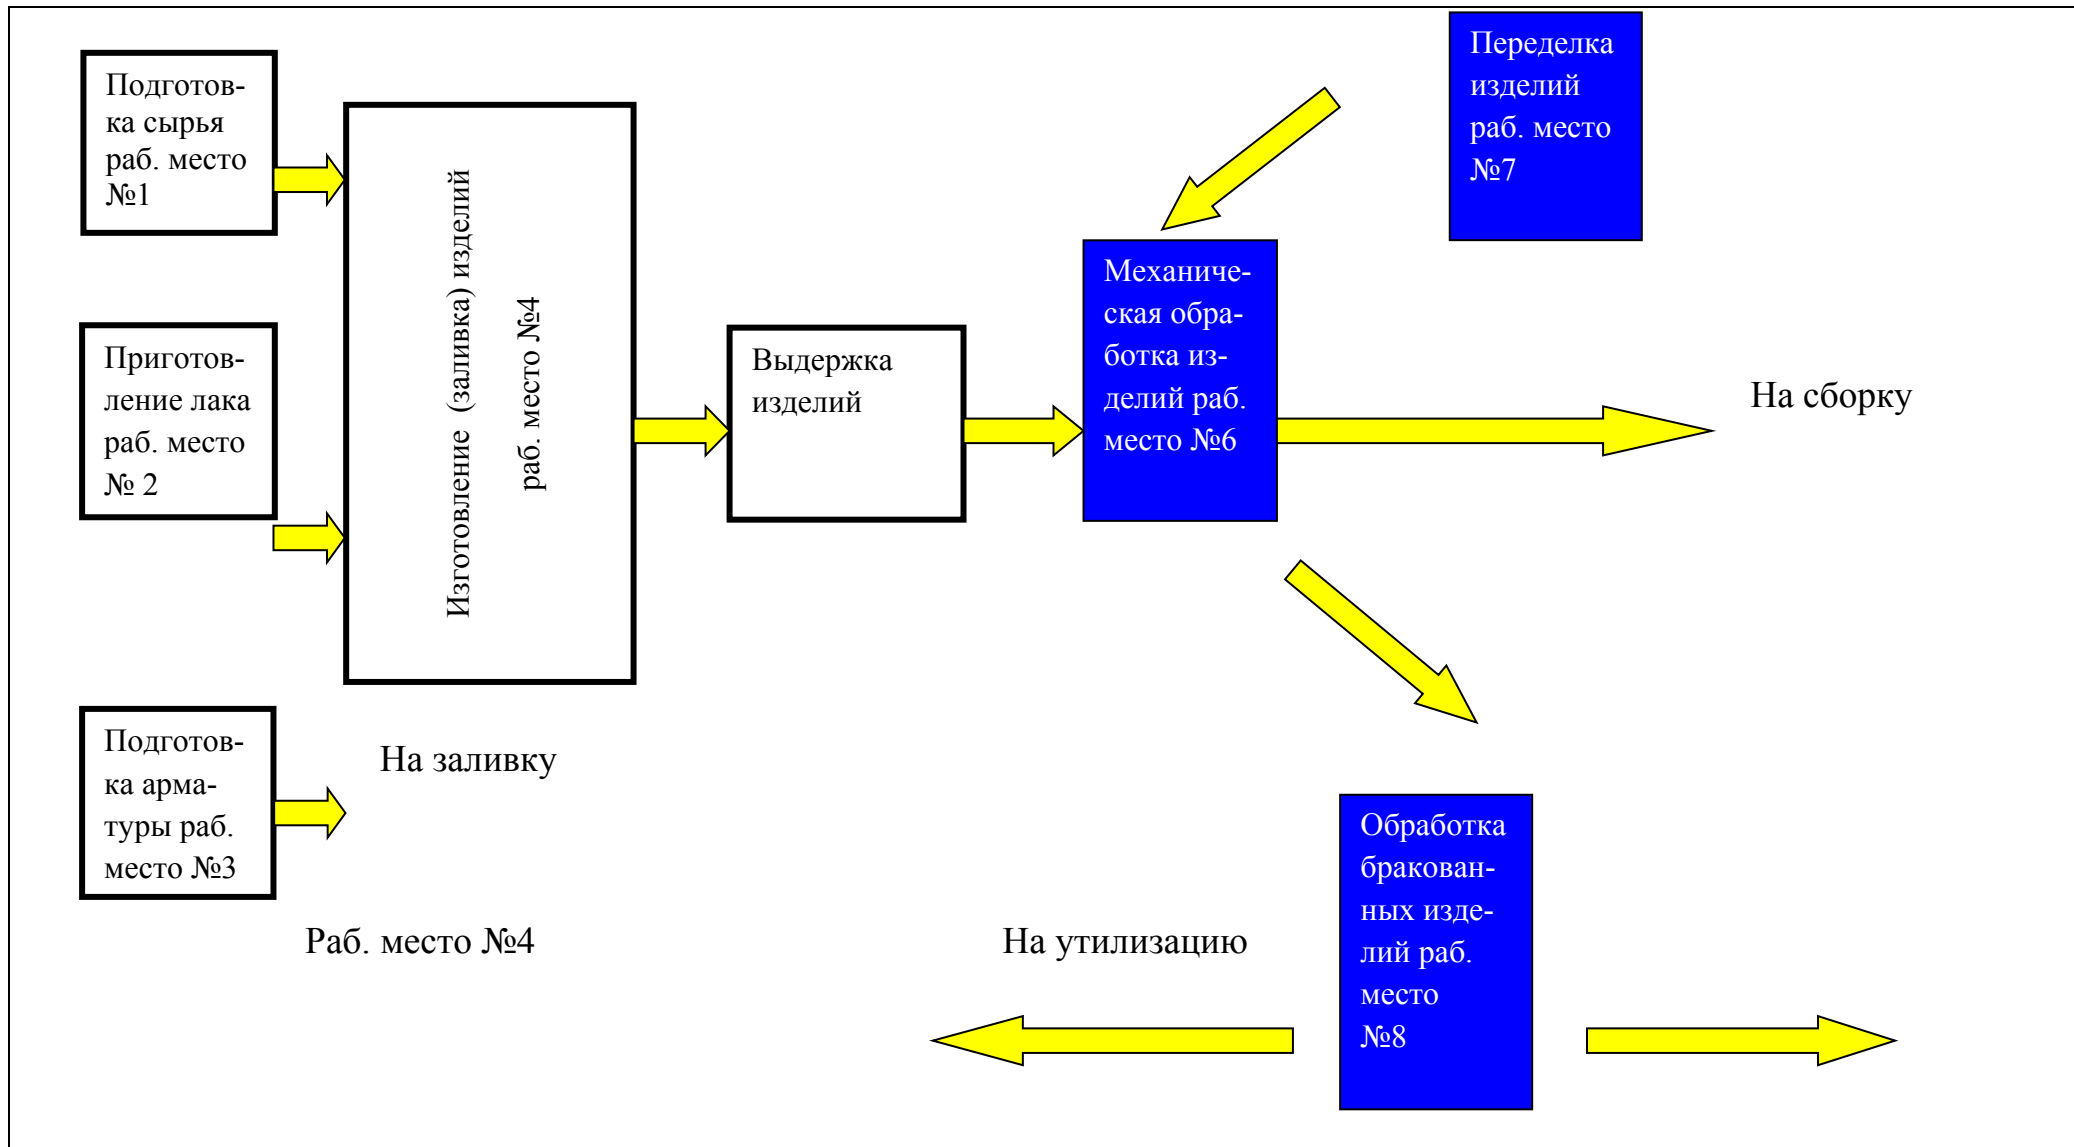 Подготов-
ка сырья
раб. место
№1
Приготов-
ление лака
раб. место
№ 2
Подготов-
ка арма-
туры раб.
место №3
Изготовление (заливка) изделий
раб. место №4
На заливку
Раб. место №4
Выдержка
изделий
Механиче-
ская обра-
ботка из-
делий раб.
место №6
Переделка
изделий
раб. место
№7
На сборку
На утилизацию
Обработка
бракован-
ных изде-
лий раб.
место
№8